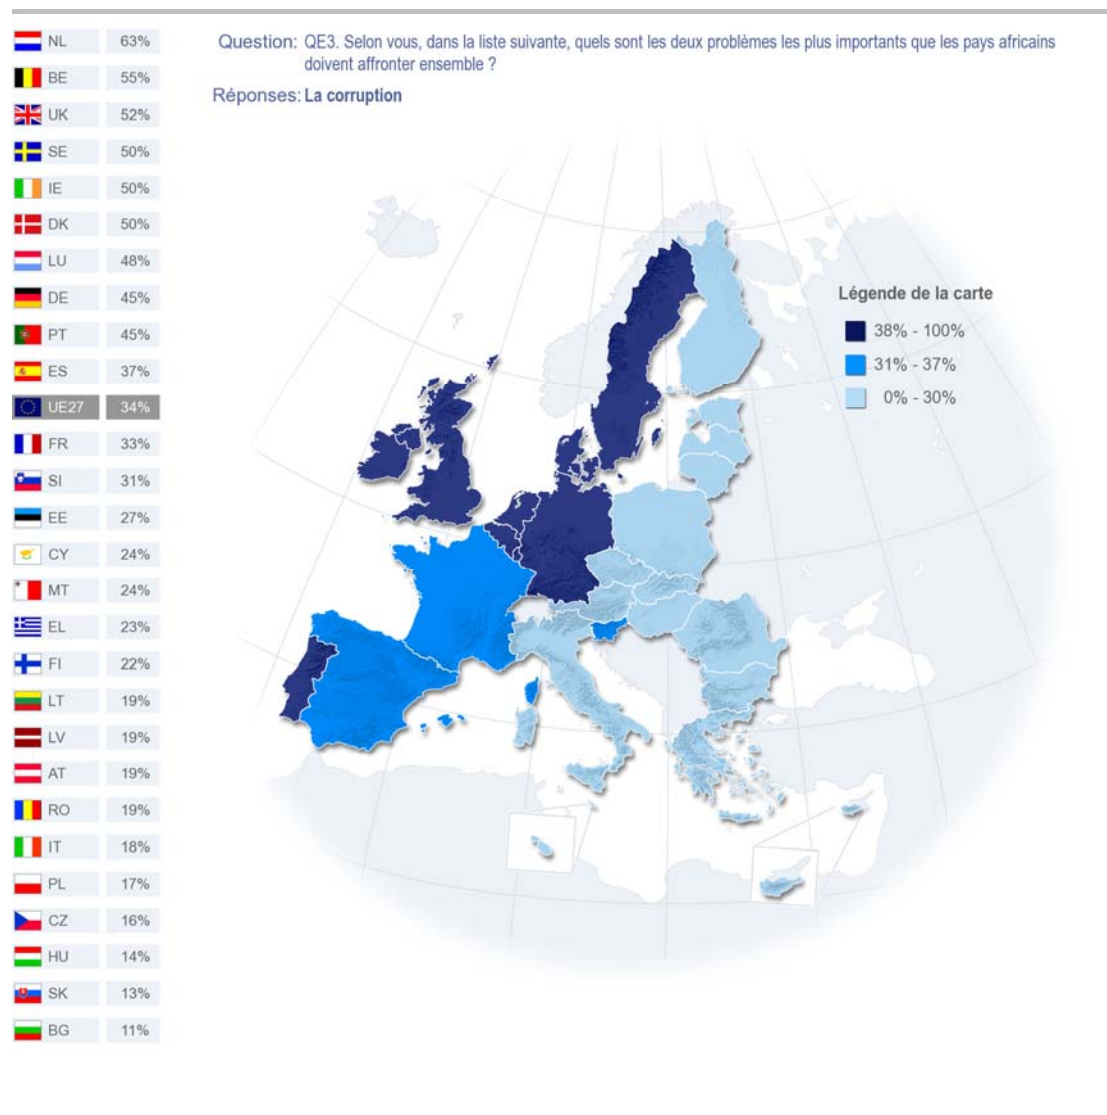 NL 63%
BE 55%
UK 52%
SE 50%
IE 50%
DK 50%
LU 48%
DE 45%
PT 45%
ES 37%
UE27 34%
FR 33%
SI 31%
EE 27%
CY 24%
MT 24%
EL 23%
FI 22%
LT 19%
LV 19%
AT 19%
RO 19%
IT 18%
PL 17%
CZ 16%
HU 14%
SK 13%
BG 11%
Question: QE3. Selon vous, dans la liste suivante, quels sont les deux problèmes les plus importants que les pays africains
doivent affronter ensemble ?
Réponses: La corruption
Légende de la carte
38% - 100%
31% - 37%
0% - 30%